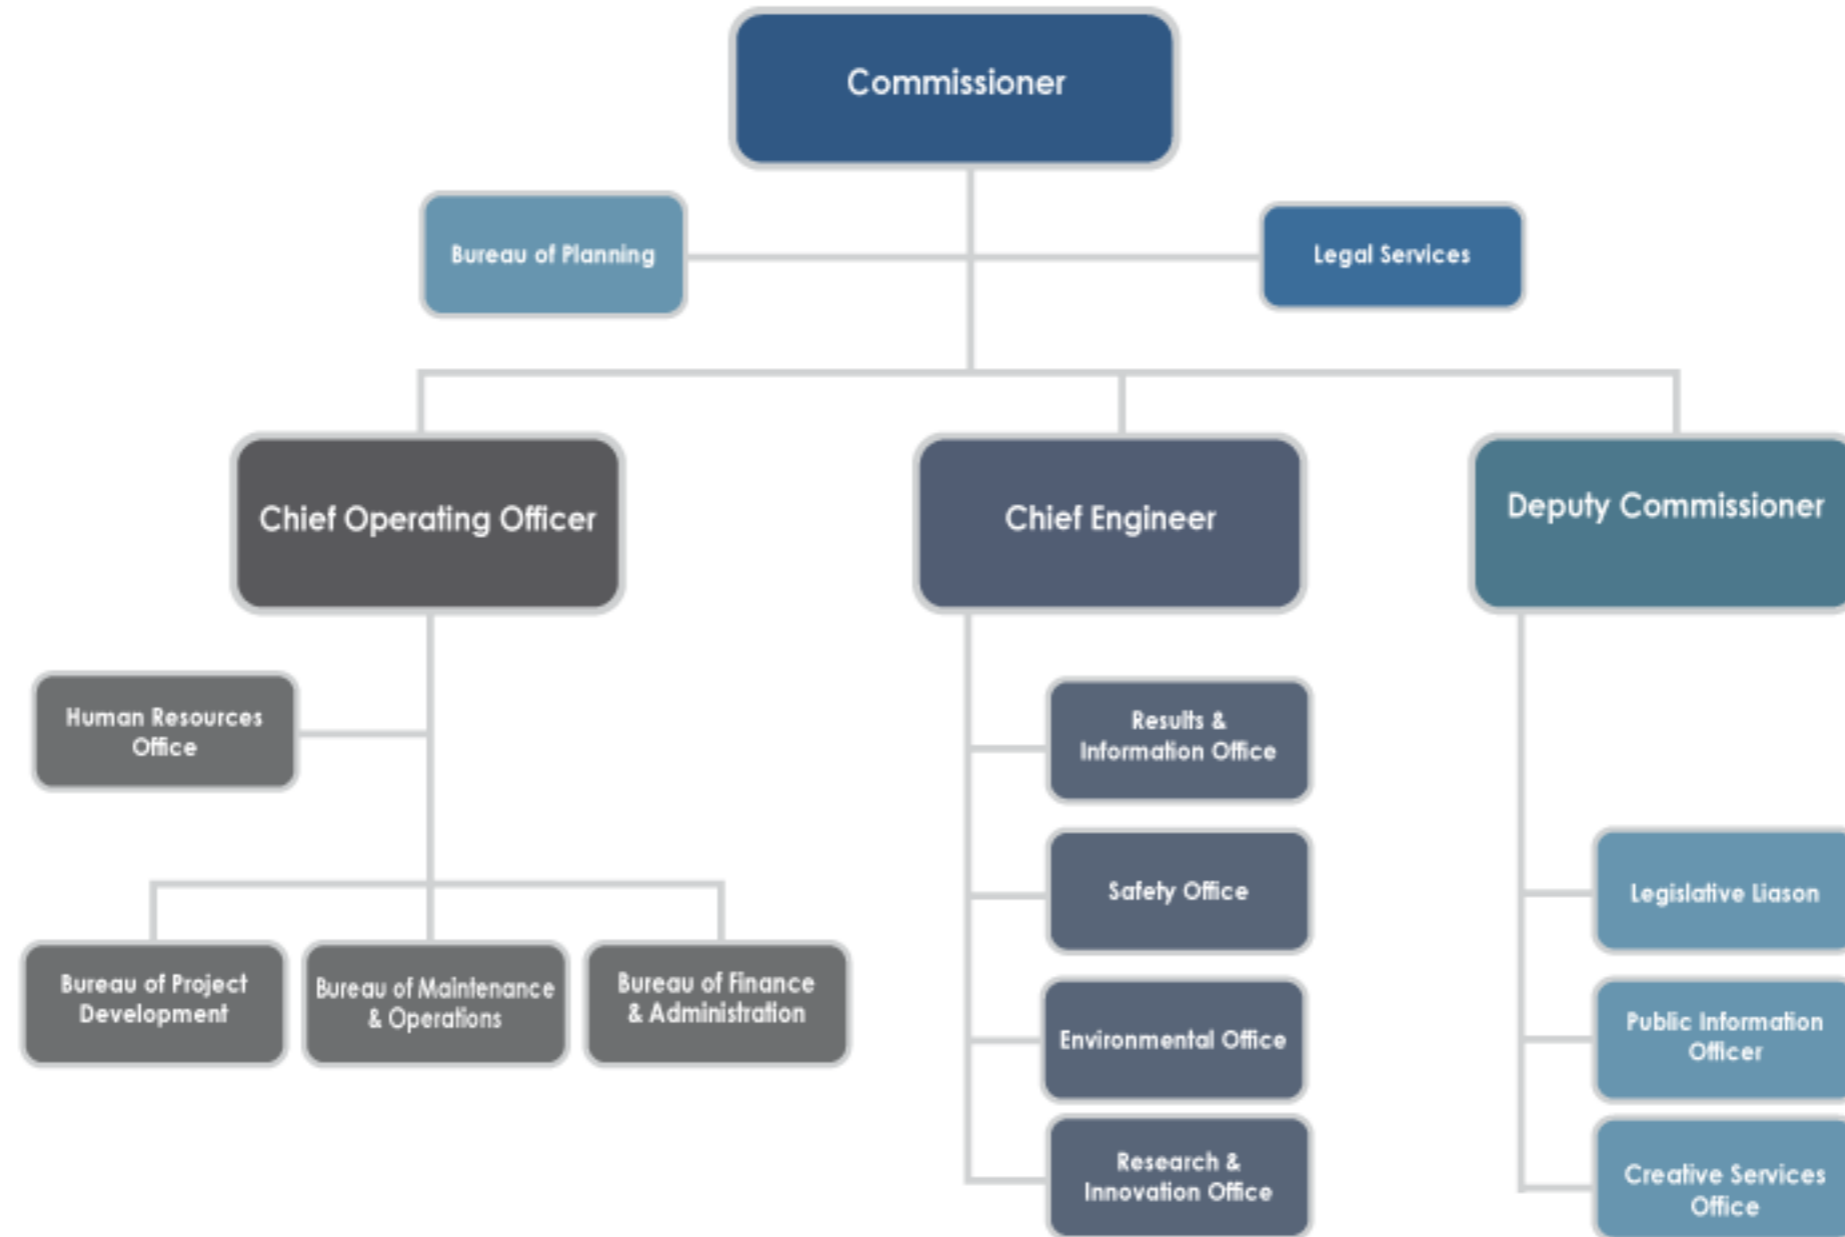 Commissioner
Bureau of Planning
Legal Services
Chief Operating Officer
Chief Engineer
Deputy Commissioner
Human Resources
Office
Results &
Information Office
Safety Office
Legislative Liason
Bureau of Project
Development
Bureau of Maintenance
& Operations
Bureau of Finance
& Administration
Environmental Office
Public Information
Officer
Research &
Innovation Office
Creative Services
Office